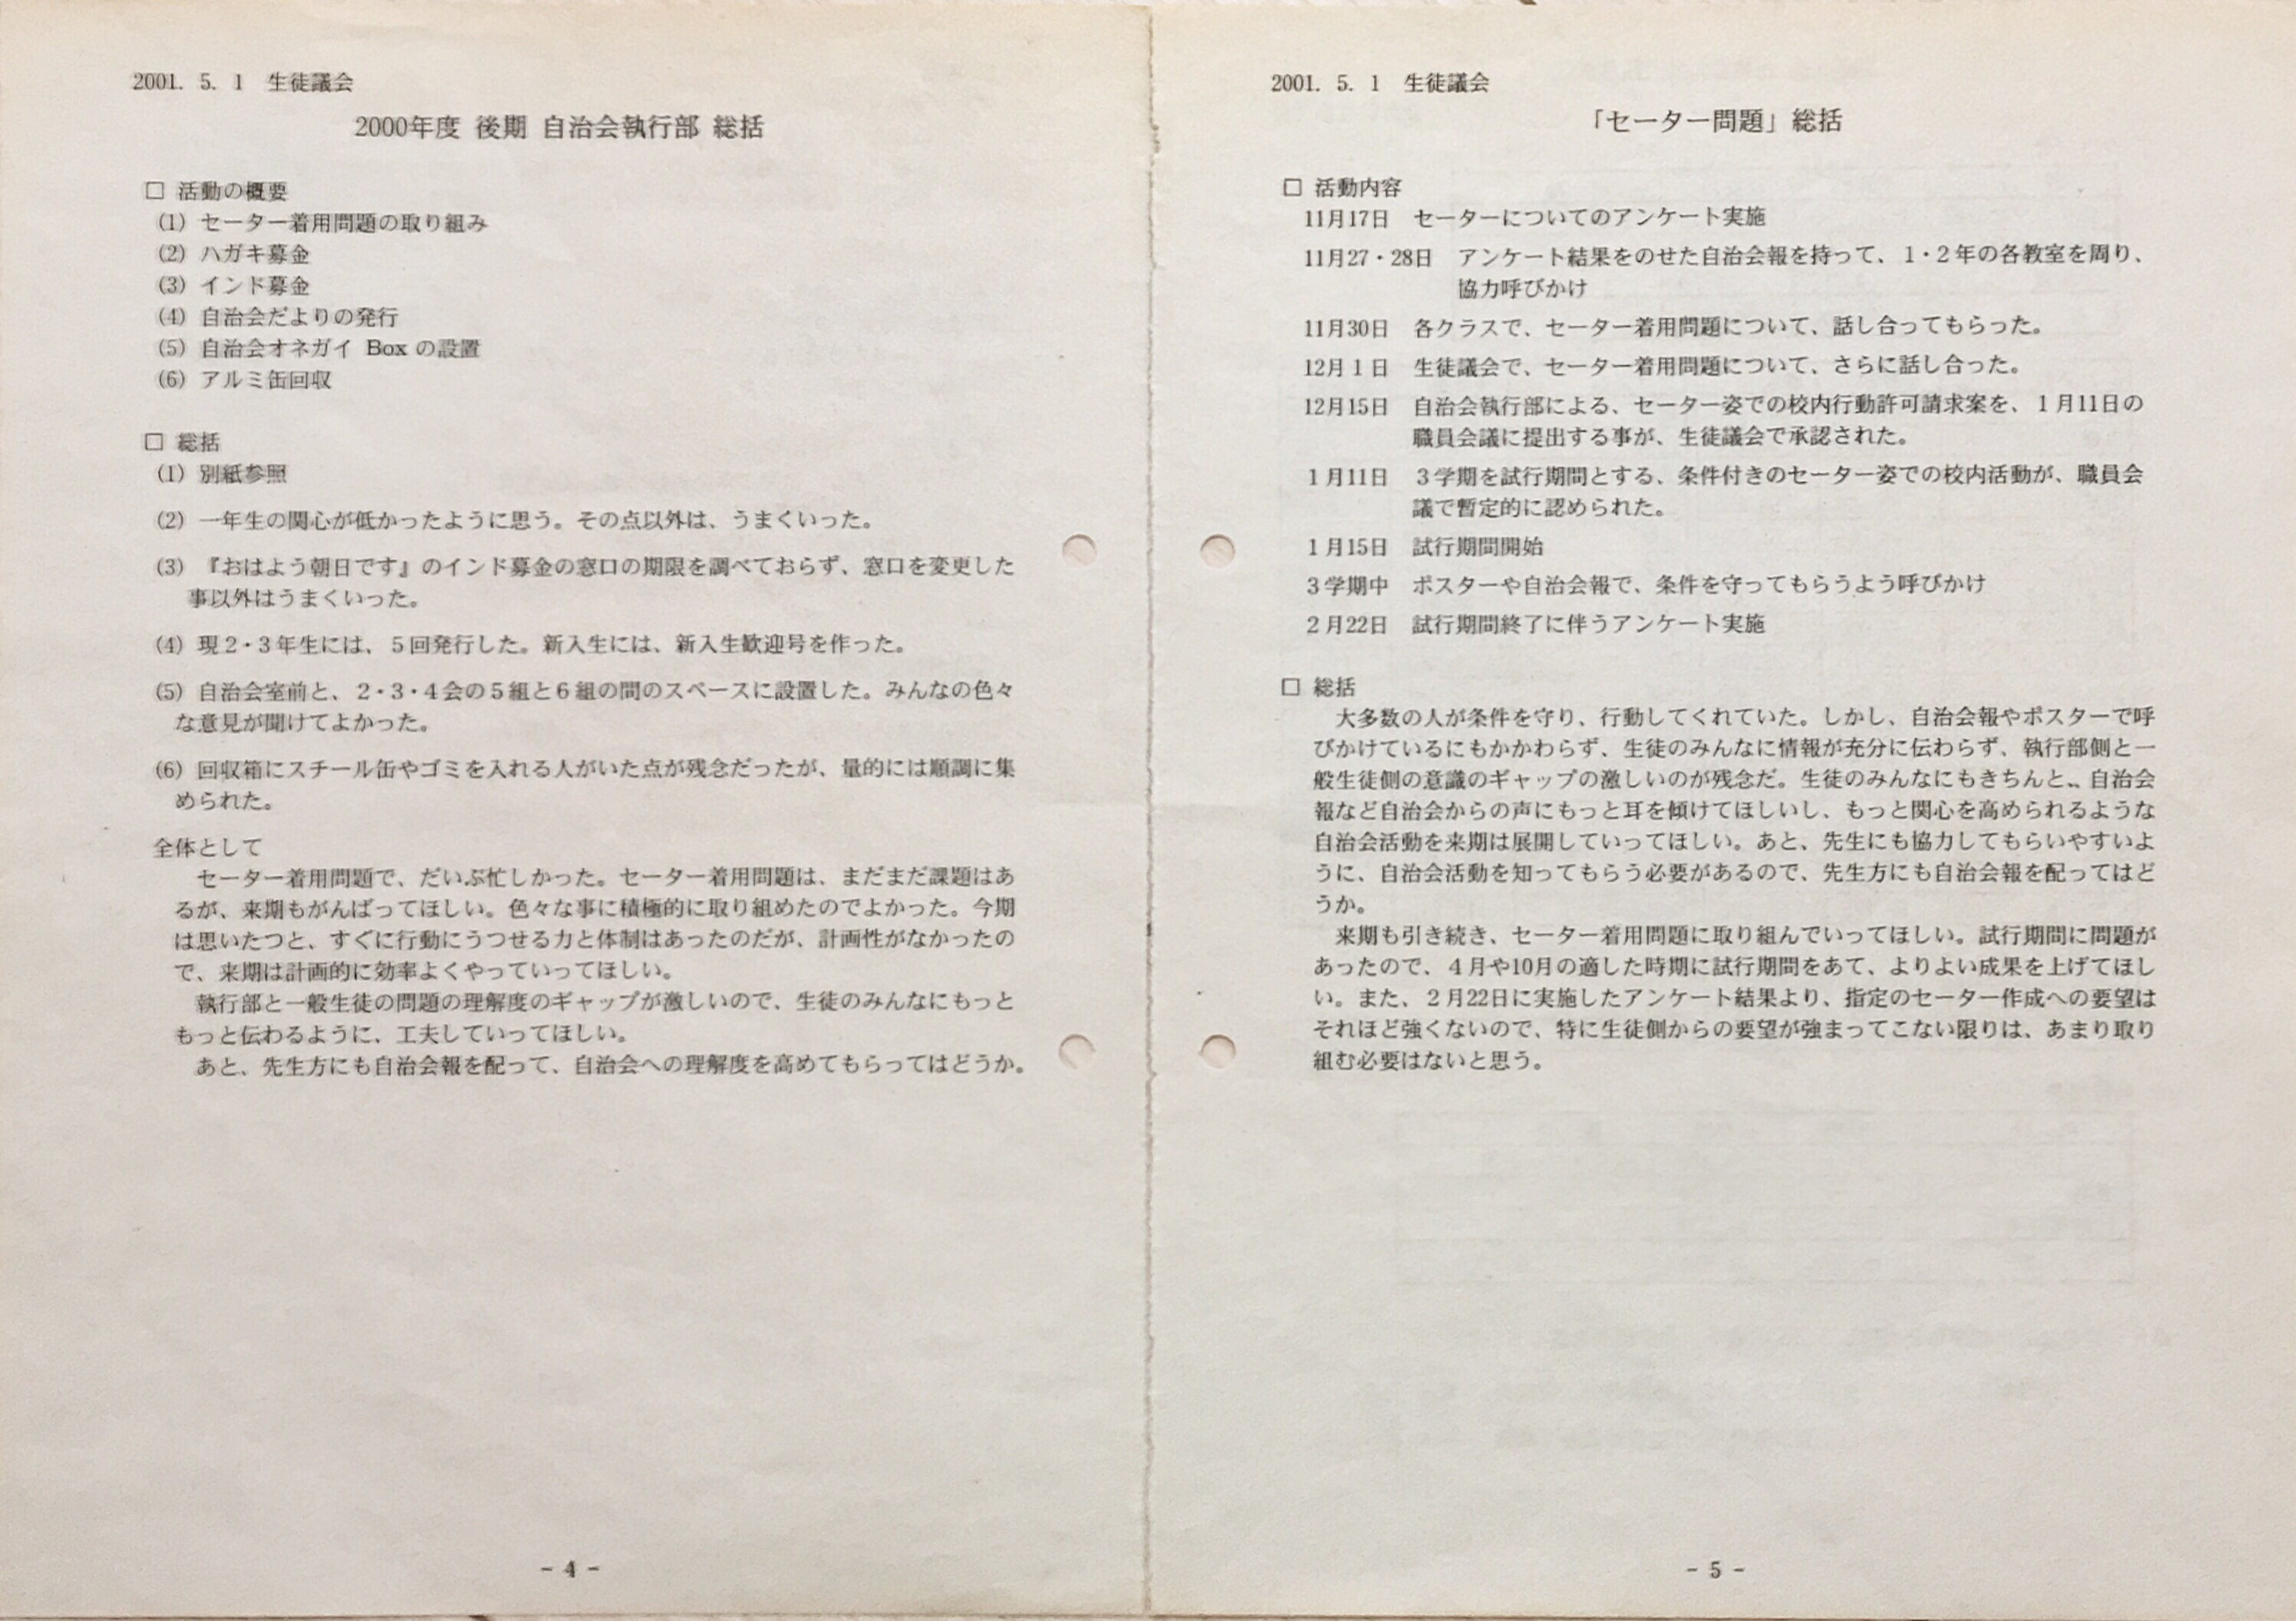 2001. 5. 1 生徒議会
2000年度 後期 自治会執行部 総括
□ 活動の概要
(1) セーター着用問題の取り組み
(2) ハガキ募金
(3) インド募金
(4) 自治会だよりの発行
(5) 自治会オネガイ Box の設置
(6) アルミ缶回収
□ 総括
(1) 別紙参照
(2) 一年生の関心が低かったように思う。その点以外は、うまくいった。
(3) 『おはよう朝日です』のインド募金の窓口の期限を調べておらず、窓口を変更した
事以外はうまくいった。
(4) 現2・3年生には、5回発行した。新入生には、新入生歓迎号を作った。
(5) 自治会室前と、2・3・4会の5組と6組の間のスペースに設置した。みんなの色々
な意見が聞けてよかった。
(6) 回収箱にスチール缶やゴミを入れる人がいた点が残念だったが、量的には順調に集
められた。
全体として
セーター着用問題で、だいぶ忙しかった。セーター着用問題は、まだまだ課題はあ
るが、来期もがんばってほしい。色々な事に積極的に取り組めたのでよかった。今期
は思いたつと、すぐに行動にうつせる力と体制はあったのだが、計画性がなかったの
で、来期は計画的に効率よくやっていってほしい。
執行部と一般生徒の問題の理解度のギャップが激しいので、生徒のみんなにもっと
もっと伝わるように、工夫していってほしい。
あと、先生方にも自治会報を配って、自治会への理解度を高めてもらってはどうか。
- 4 -
2001. 5. 1 生徒議会
「セーター問題」総括
□ 活動内容
11月17日 セーターについてのアンケート実施
11月27・28日 アンケート結果をのせた自治会報を持って、1・2年の各教室を周り、
協力呼びかけ
11月30日 各クラスで、セーター着用問題について、話し合ってもらった。
12月1日 生徒議会で、セーター着用問題について、さらに話し合った。
12月15日 自治会執行部による、セーター姿での校内行動許可請求案を、1月11日の
職員会議に提出する事が、生徒議会で承認された。
1月11日 3学期を試行期間とする、条件付きのセーター姿での校内活動が、職員会
議で暫定的に認められた。
1月15日 試行期間開始
3学期中 ポスターや自治会報で、条件を守ってもらうよう呼びかけ
2月22日 試行期間終了に伴うアンケート実施
□ 総括
大多数の人が条件を守り、行動してくれていた。しかし、自治会報やポスターで呼
びかけているにもかかわらず、生徒のみんなに情報が充分に伝わらず、執行部側と一
般生徒側の意識のギャップの激しいのが残念だ。生徒のみんなにもきちんと、、自治会
報など自治会からの声にもっと耳を傾けてほしいし、もっと関心を高められるような
自治会活動を来期は展開していってほしい。あと、先生にも協力してもらいやすいよ
うに、自治会活動を知ってもらう必要があるので、先生方にも自治会報を配ってはど
うか。
来期も引き続き、セーター着用問題に取り組んでいってほしい。試行期間に問題が
あったので、4月や10月の適した時期に試行期間をあて、よりよい成果を上げてほし
い。また、2月22日に実施したアンケート結果より、指定のセーター作成への要望は
それほど強くないので、特に生徒側からの要望が強まってこない限りは、あまり取り
組む必要はないと思う。
- 5 -